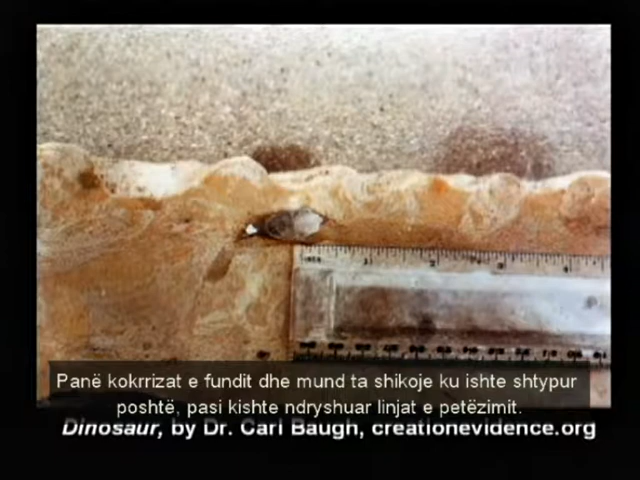 Panë kokrrizat e fundit dhe mund ta shikoje ku ishte shtypur
poshtë, pasi kishte ndryshuar linjat e petëzimit.
Dinosaur, by Dr. Carl Baugh, creationevidence.org